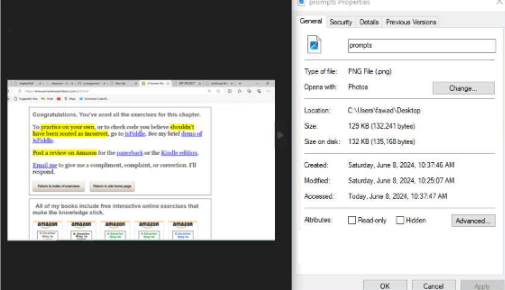 prompts Properties
General Security Details Previous Versions
prompts
Type of file: PNG File (.png)
Opens with: Photos Change...
Location: C:\Users\fawad\Desktop
Size: 129 KB (132,241 bytes)
Size on disk: 132 KB (135,168 bytes)
Created: Saturday, June 8, 2024, 10:37:46 AM
Modified: Saturday, June 8, 2024, 10:25:07 AM
Accessed: Today, June 8, 2024, 10:37:47 AM
Attributes: Read-only Hidden Advanced...
OK Cancel Apply
Congratulations. You've aced all the exercises for this chapter.
To practice on your own, or to check code you believe shouldn't
have been scored as incorrect, go to JsFiddle. See my brief demo of
JsFiddle.
Post a review on Amazon for the paperback or the Kindle edition.
Email me to give me a compliment, complaint, or correction. I'll
respond.
Return to index of exercises Return to site home page
All of my books include free interactive online exercises that
make the knowledge stick.
amazon amazon amazon amazon amazon